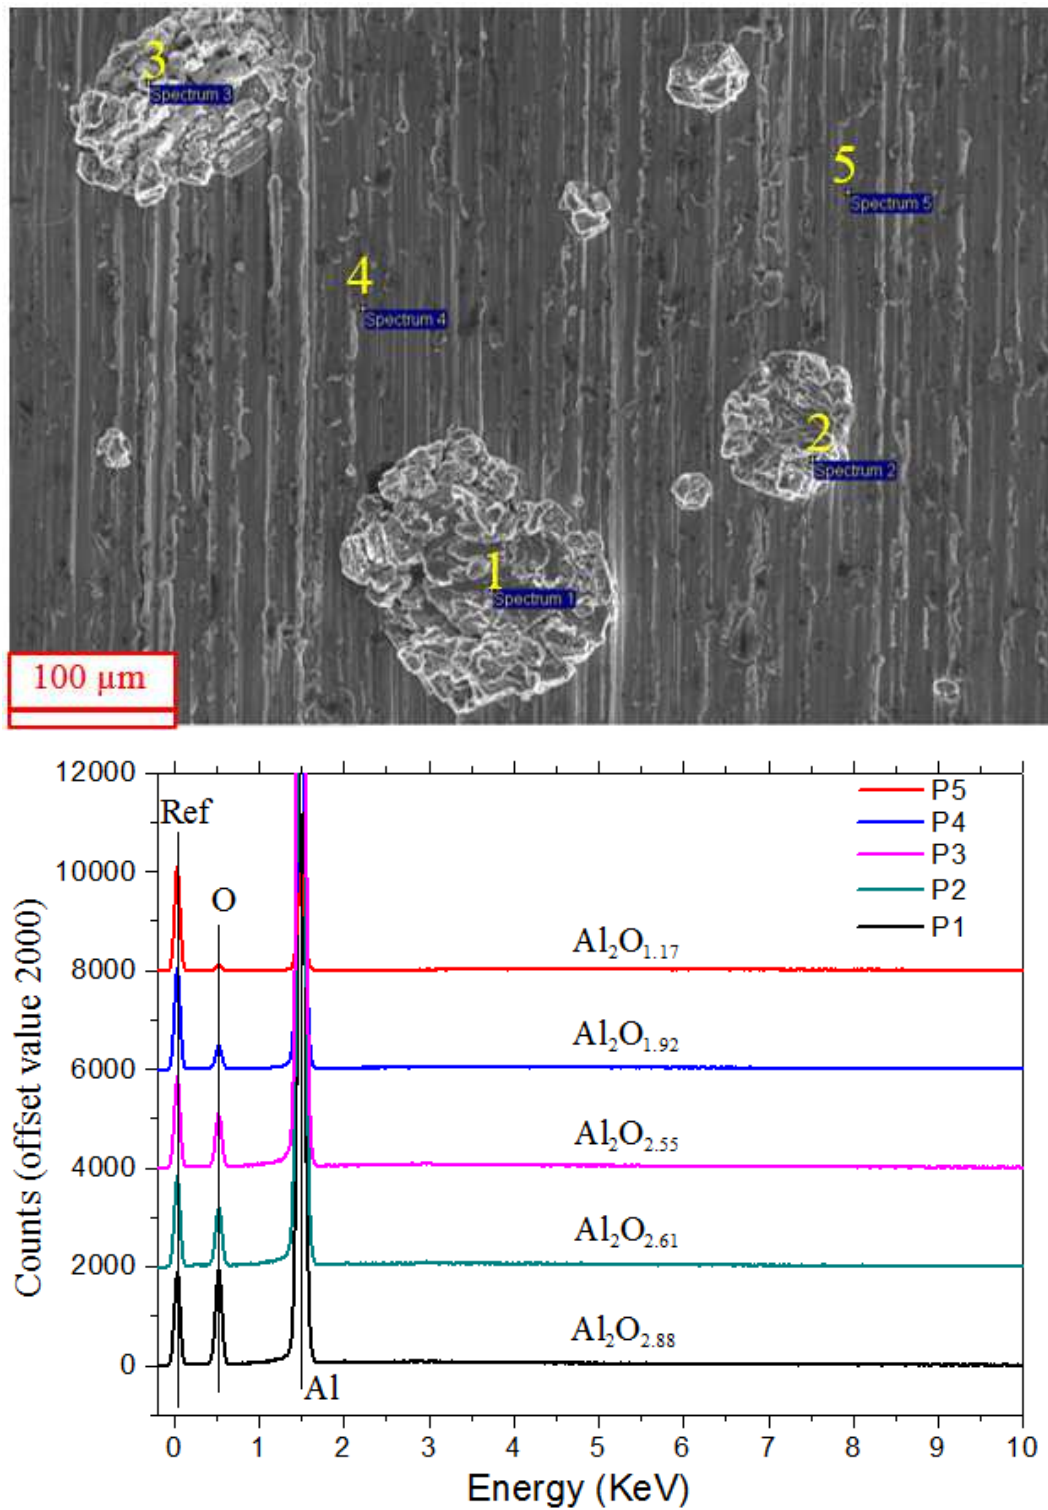 3
Spectrum 3
5
Spectrum 5
4
Spectrum 4
2
Spectrum 2
1
Spectrum 1
100 µm
12000
10000
8000
6000
4000
2000
0
Counts (offset value 2000)
Ref
O
Al
P5
P4
P3
P2
P1
Al₂O₁.₁₇
Al₂O₁.₉₂
Al₂O₂.₅₅
Al₂O₂.₆₁
Al₂O₂.₈₈
0 1 2 3 4 5 6 7 8 9 10
Energy (KeV)